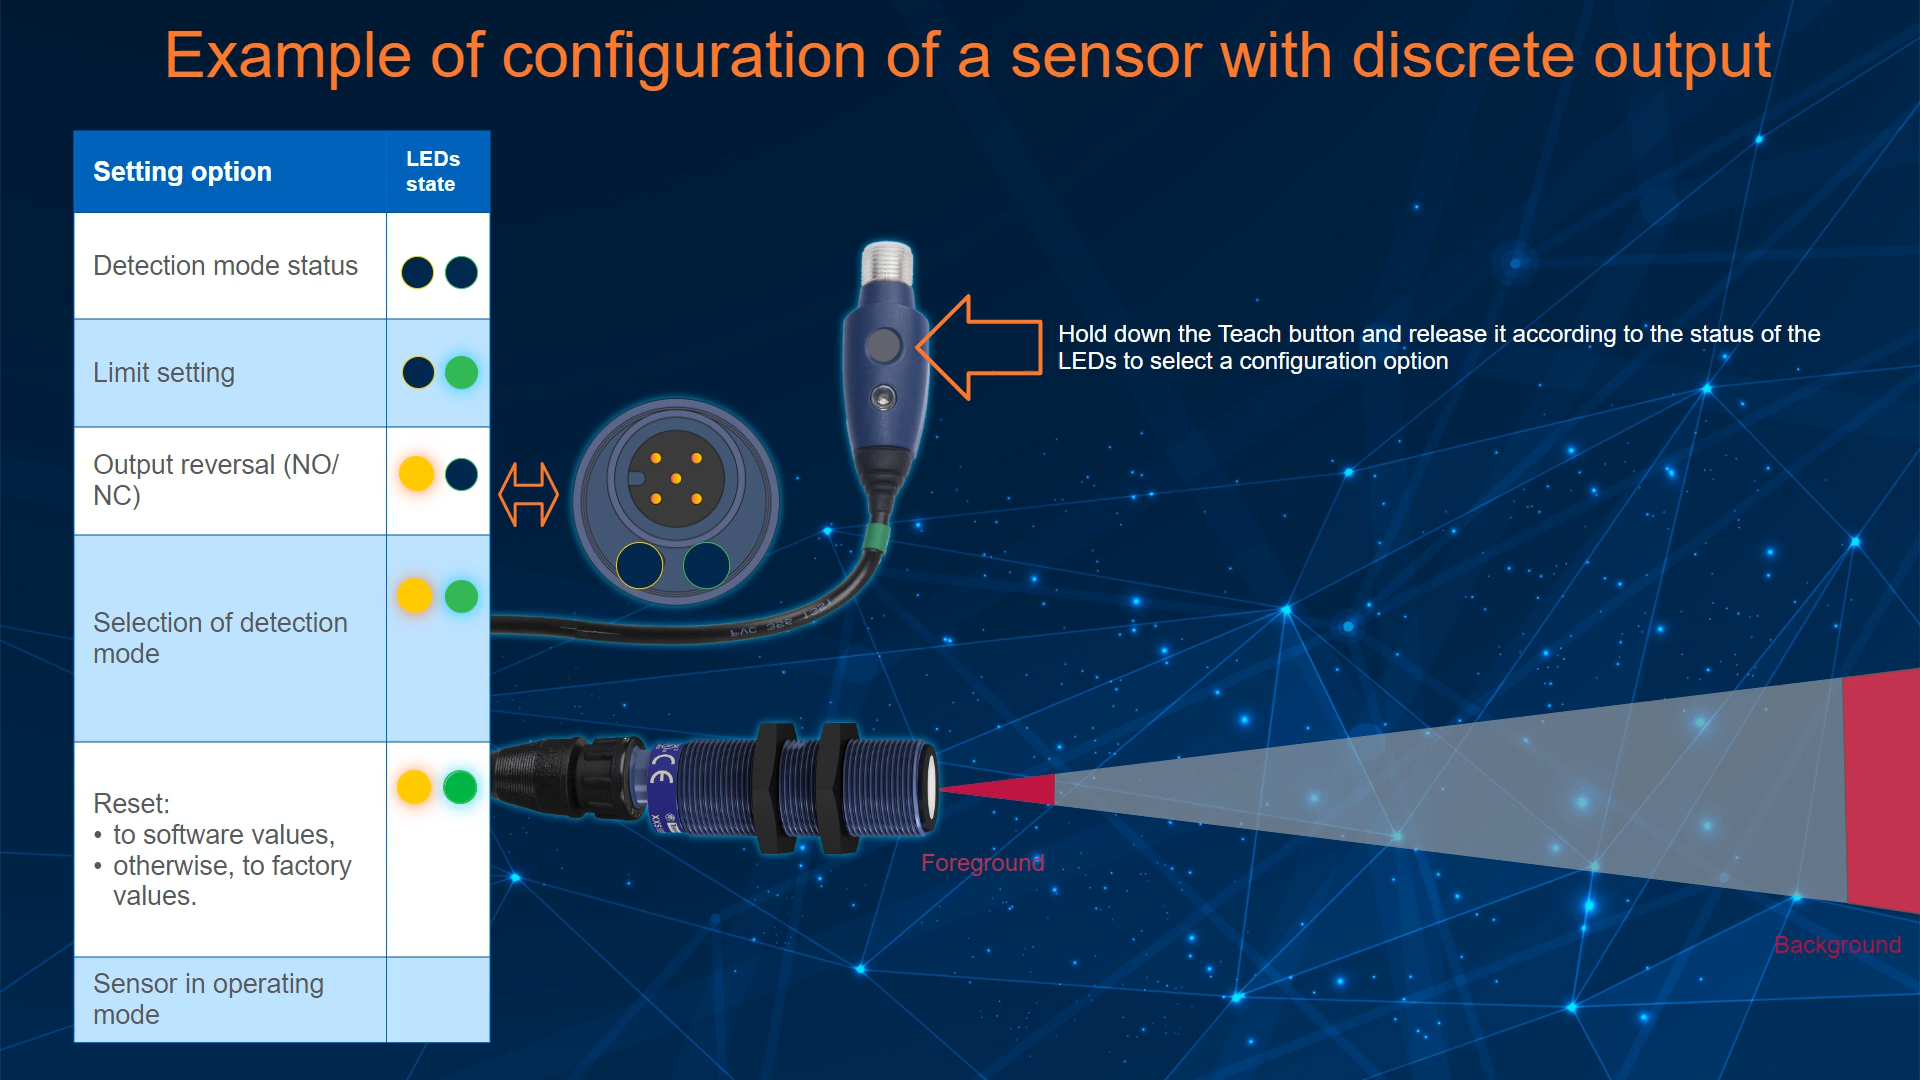 Example of configuration of a sensor with discrete output
Setting option
LEDs
state
Detection mode status
Limit setting
Output reversal (NO/
NC)
Selection of detection
mode
Reset:
• to software values,
• otherwise, to factory
values.
Sensor in operating
mode
Hold down the Teach button and release it according to the status of the
LEDs to select a configuration option
CE
Foreground
Background